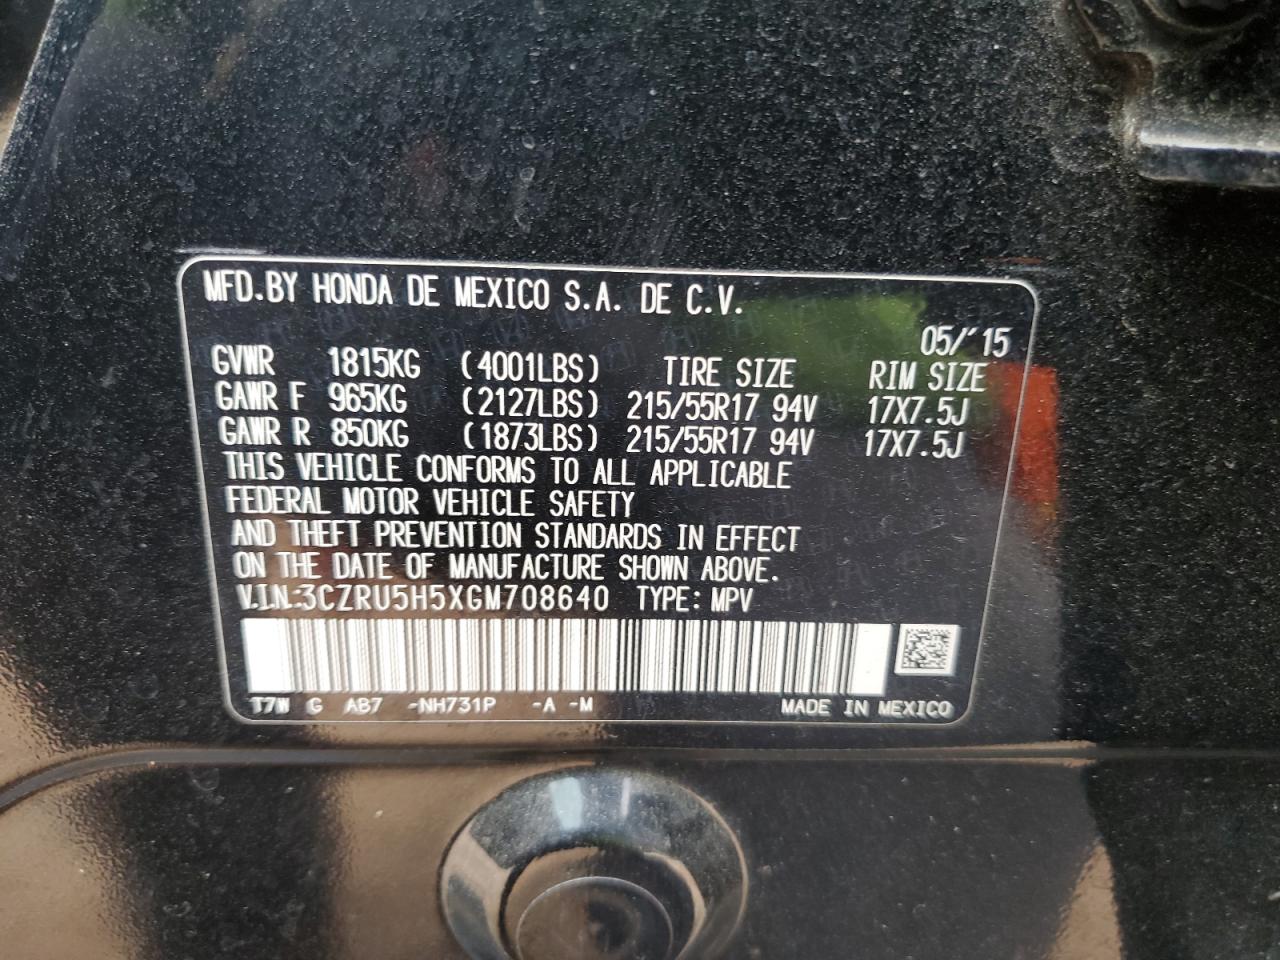 MFD.BY HONDA DE MEXICO S.A. DE C.V.
05/'15
GVWR 1815KG (4001LBS) TIRE SIZE RIM SIZE
GAWR F 965KG (2127LBS) 215/55R17 94V 17X7.5J
GAWR R 850KG (1873LBS) 215/55R17 94V 17X7.5J
THIS VEHICLE CONFORMS TO ALL APPLICABLE
FEDERAL MOTOR VEHICLE SAFETY
AND THEFT PREVENTION STANDARDS IN EFFECT
ON THE DATE OF MANUFACTURE SHOWN ABOVE.
V.I.N:3CZRU5H5XGM708640 TYPE: MPV
T7W G AB7 -NH731P -A -M MADE IN MEXICO